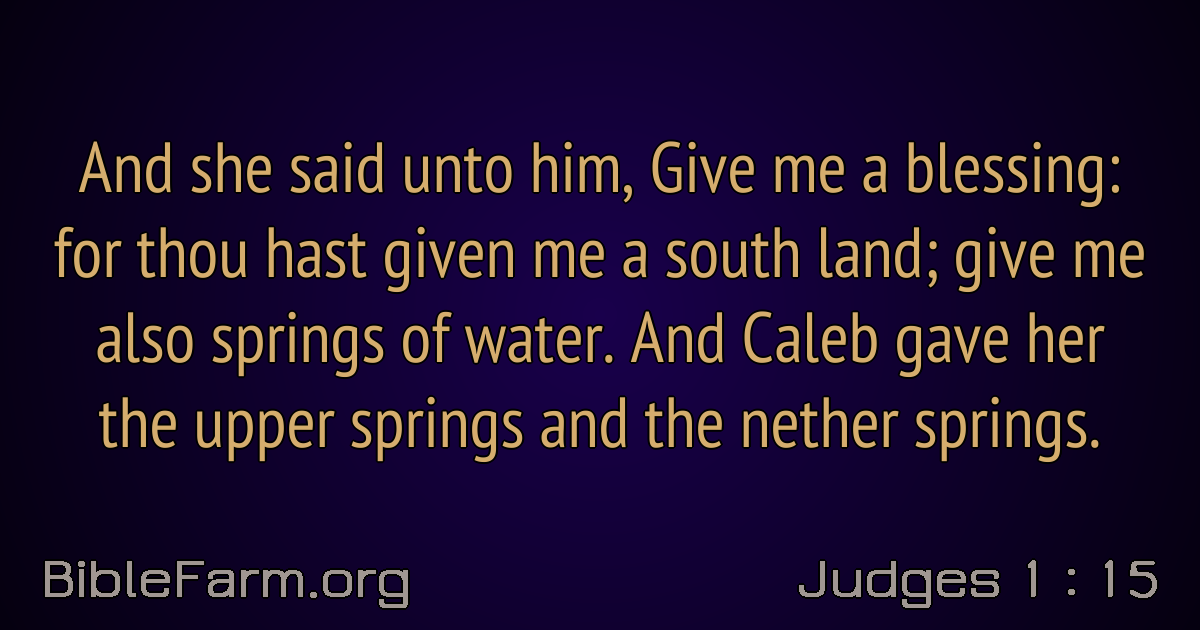 And she said unto him, Give me a blessing:
for thou hast given me a south land; give me
also springs of water. And Caleb gave her
the upper springs and the nether springs.
BibleFarm.org
Judges 1 : 15